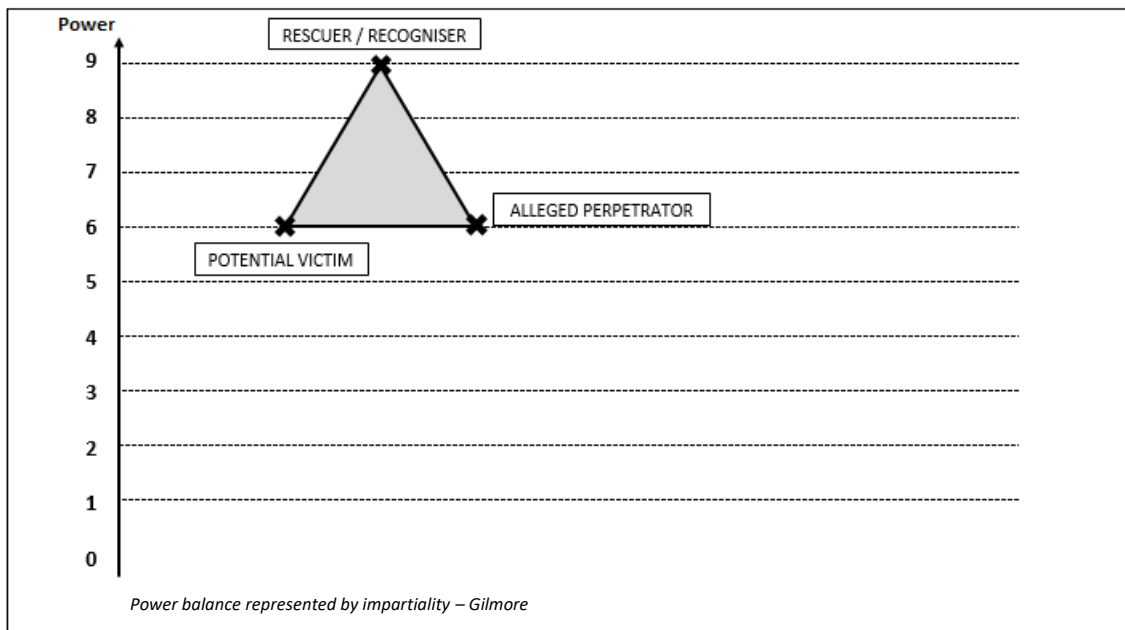 Power
RESCUER / RECOGNISER
9
8
7
ALLEGED PERPETRATOR
6
POTENTIAL VICTIM
5
4
3
2
1
0
Power balance represented by impartiality – Gilmore